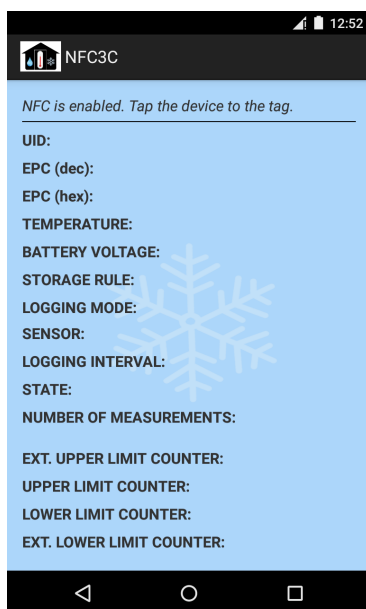 12:52
NFC3C
NFC is enabled. Tap the device to the tag.
UID:
EPC (dec):
EPC (hex):
TEMPERATURE:
BATTERY VOLTAGE:
STORAGE RULE:
LOGGING MODE:
SENSOR:
LOGGING INTERVAL:
STATE:
NUMBER OF MEASUREMENTS:
EXT. UPPER LIMIT COUNTER:
UPPER LIMIT COUNTER:
LOWER LIMIT COUNTER:
EXT. LOWER LIMIT COUNTER: